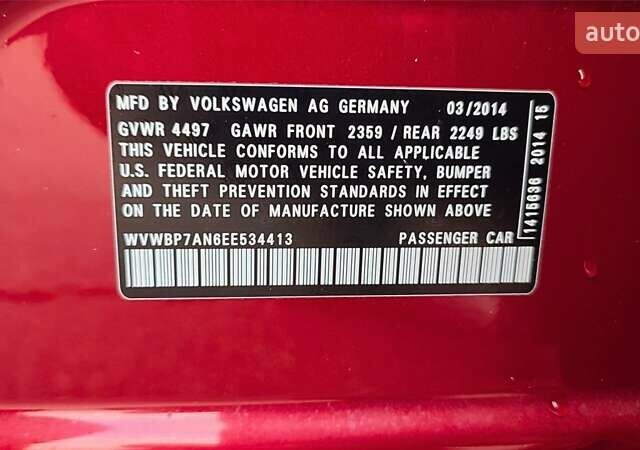 auto
MFD BY VOLKSWAGEN AG GERMANY 03/2014
GVWR 4497 GAWR FRONT 2359 / REAR 2249 LBS
THIS VEHICLE CONFORMS TO ALL APPLICABLE
U.S. FEDERAL MOTOR VEHICLE SAFETY, BUMPER
AND THEFT PREVENTION STANDARDS IN EFFECT
ON THE DATE OF MANUFACTURE SHOWN ABOVE
WVWBP7AN6EE534413 PASSENGER CAR
1416636 2014 15